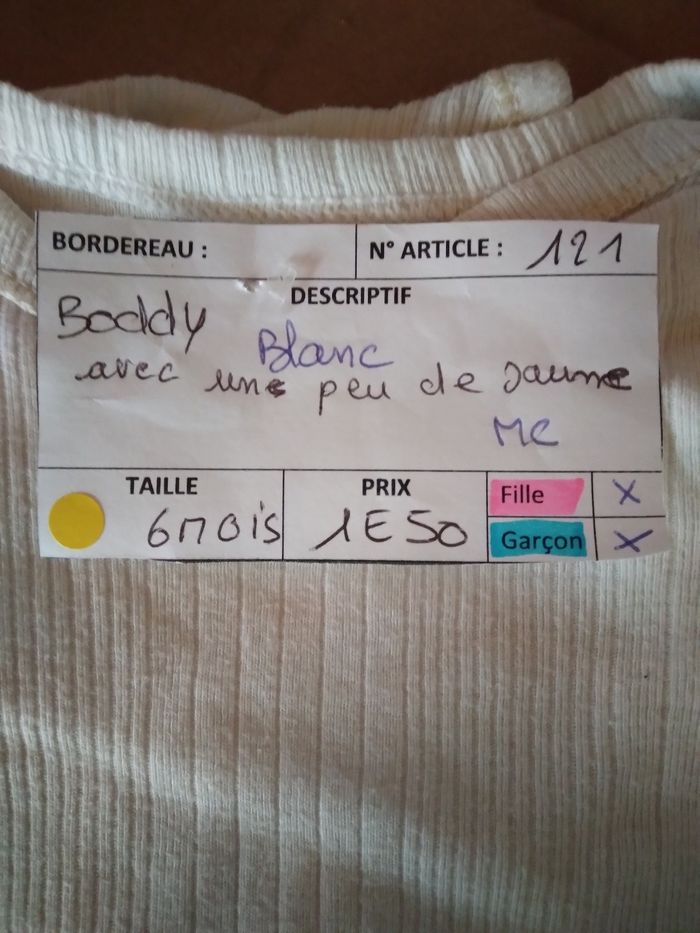 BORDEREAU :
N° ARTICLE : 121
DESCRIPTIF
Boddy
Blanc
avec une peu de Jaune
MC
TAILLE
6mois
PRIX
1E50
Fille X
Garçon X